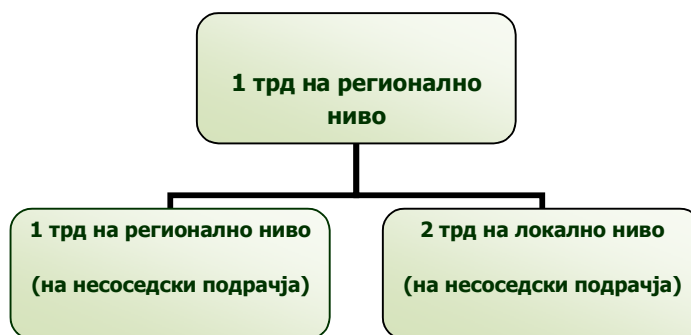 1 трд на регионално
ниво
1 трд на регионално ниво
(на несоседски подрачја)
2 трд на локално ниво
(на несоседски подрачја)